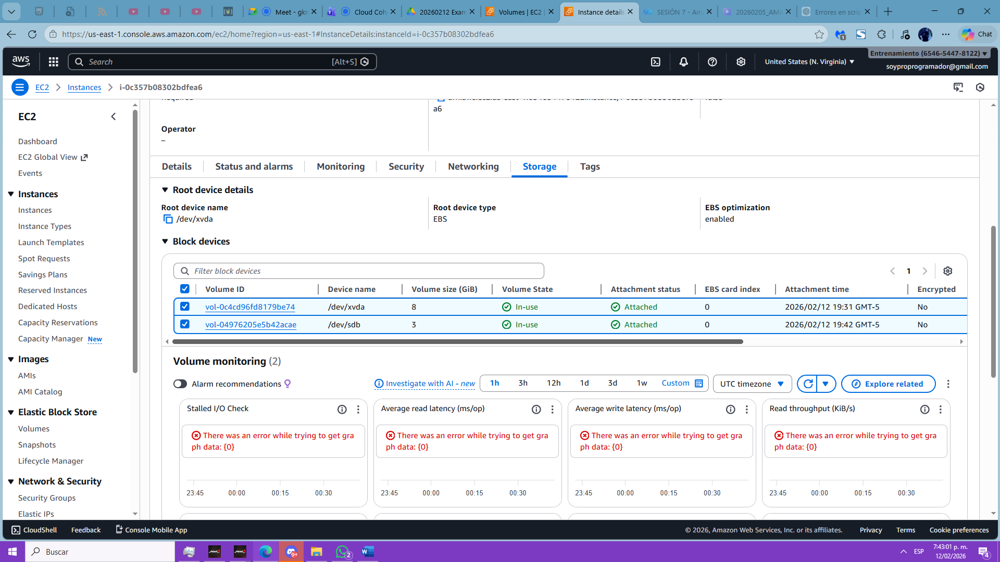 Meet - gkn
Cloud Coh
20260212 Exam
Volumes | EC2 |
Instance details
SESIÓN 7 - Am
20260205_AMA
Errores en scrip
https://us-east-1.console.aws.amazon.com/ec2/home?region=us-east-1#InstanceDetails:instanceId=i-0c357b08302bdfea6
1
Chat
aws
Search
[Alt+S]
United States (N. Virginia)
Entrenamiento (6546-5447-8122)
soyproprogramador@gmail.com
EC2
Instances
i-0c357b08302bdfea6
EC2
Dashboard
EC2 Global View
Events
Instances
Instances
Instance Types
Launch Templates
Spot Requests
Savings Plans
Reserved Instances
Dedicated Hosts
Capacity Reservations
Capacity Manager New
Images
AMIs
AMI Catalog
Elastic Block Store
Volumes
Snapshots
Lifecycle Manager
Network & Security
Security Groups
Elastic IPs
a6
Operator
–
Details
Status and alarms
Monitoring
Security
Networking
Storage
Tags
Root device details
Root device name
/dev/xvda
Root device type
EBS
EBS optimization
enabled
Block devices
Filter block devices
1
Volume ID Device name Volume size (GiB) Volume State Attachment status EBS card index Attachment time Encrypted
vol-0c4cd96fd8179be74 /dev/xvda 8 In-use Attached 0 2026/02/12 19:31 GMT-5 No
vol-04976205e5b42acae /dev/sdb 3 In-use Attached 0 2026/02/12 19:42 GMT-5 No
Volume monitoring (2)
Alarm recommendations
Investigate with AI - new
1h 3h 12h 1d 3d 1w Custom
UTC timezone
Explore related
Stalled I/O Check
There was an error while trying to get gra
ph data: {0}
23:45 00:00 00:15 00:30
Average read latency (ms/op)
There was an error while trying to get gra
ph data: {0}
23:45 00:00 00:15 00:30
Average write latency (ms/op)
There was an error while trying to get gra
ph data: {0}
23:45 00:00 00:15 00:30
Read throughput (KiB/s)
There was an error while trying to get gra
ph data: {0}
23:45 00:00 00:15 00:30
CloudShell
Feedback
Console Mobile App
© 2026, Amazon Web Services, Inc. or its affiliates.
Privacy
Terms
Cookie preferences
Buscar
9+
2
ESP
7:43:01 p. m.
12/02/2026
4